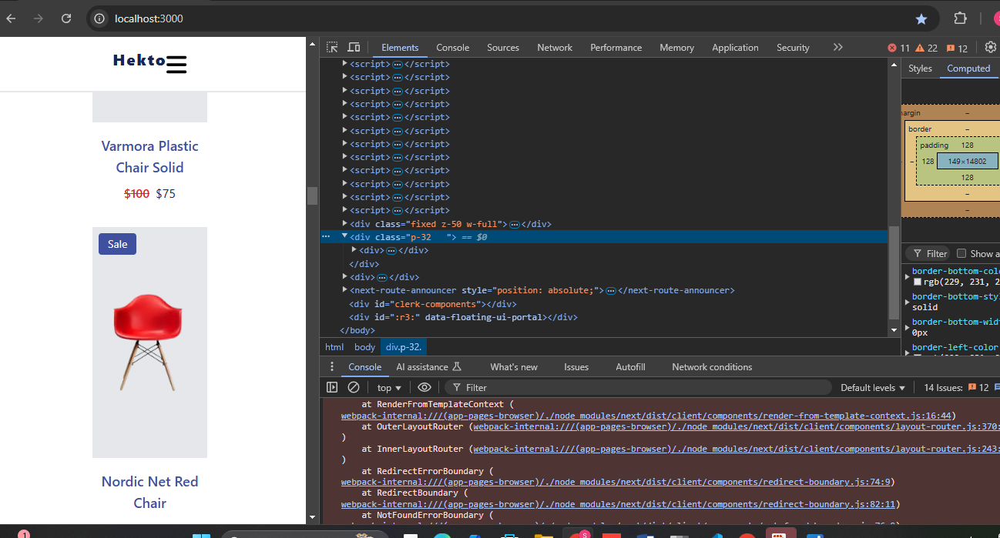 localhost:3000
Hekto
Varmora Plastic
Chair Solid
$100 $75
Sale
Nordic Net Red
Chair
Elements Console Sources Network Performance Memory Application Security 11 22 12
<script></script>
<script></script>
<script></script>
<script></script>
<script></script>
<script></script>
<script></script>
<script></script>
<script></script>
<script></script>
<script></script>
<script></script>
<div class="fixed z-50 w-full"></div>
<div class="p-32 "> == $0
<div></div>
</div>
<div></div>
<next-route-announcer style="position: absolute;"></next-route-announcer>
<div id="clerk-components"></div>
<div id=":r3:" data-floating-ui-portal></div>
</body>
html body div.p-32.
Styles Computed
margin –
border –
padding 128
– 128 149×14802
128
–
–
Filter Show a
border-bottom-col
rgb(229, 231, 2
border-bottom-sty
solid
border-bottom-widt
0px
border-left-color
Console AI assistance What's new Issues Autofill Network conditions
top Filter Default levels 14 Issues: 12
at RenderFromTemplateContext (
webpack-internal:///(app-pages-browser)/./node_modules/next/dist/client/components/render-from-template-context.js:16:44)
at OuterLayoutRouter (webpack-internal:///(app-pages-browser)/./node_modules/next/dist/client/components/layout-router.js:370:
)
at InnerLayoutRouter (webpack-internal:///(app-pages-browser)/./node_modules/next/dist/client/components/layout-router.js:243:
)
at RedirectErrorBoundary (
webpack-internal:///(app-pages-browser)/./node_modules/next/dist/client/components/redirect-boundary.js:74:9)
at RedirectBoundary (
webpack-internal:///(app-pages-browser)/./node_modules/next/dist/client/components/redirect-boundary.js:82:11)
at NotFoundErrorBoundary (
1
S